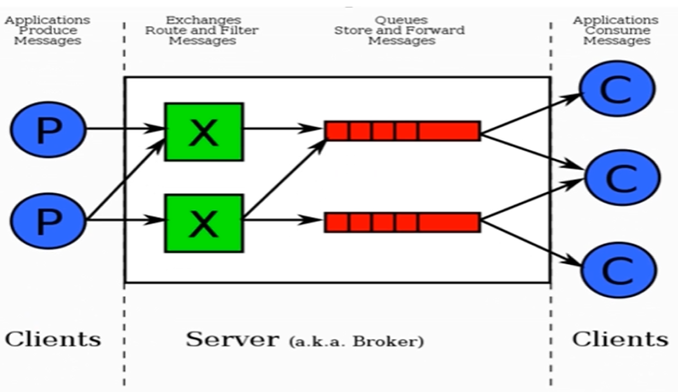 Applications
Produce
Messages
Exchanges
Route and Filter
Messages
Queues
Store and Forward
Messages
Applications
Consume
Messages
P
X
C
P
X
C
C
Clients
Server (a.k.a. Broker)
Clients